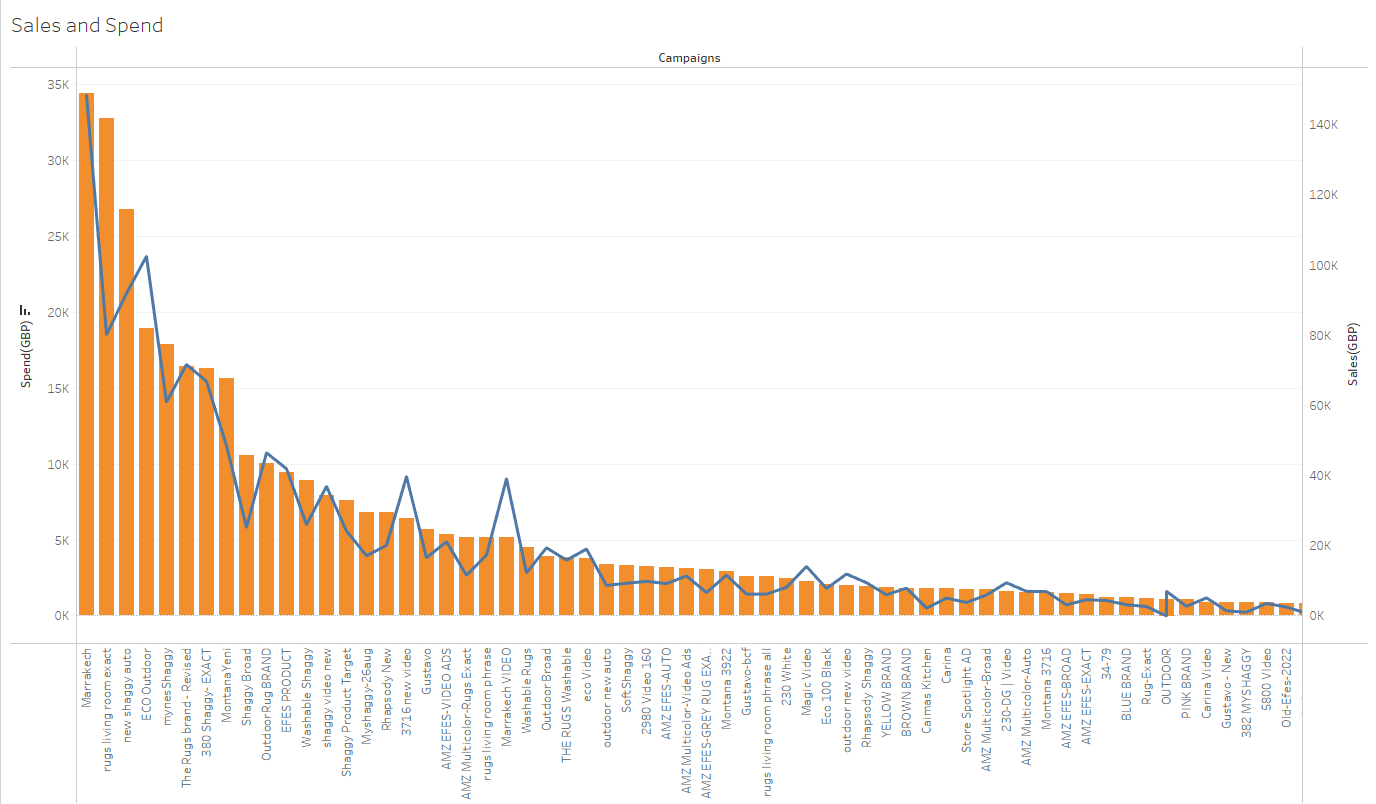 Sales and Spend
Campaigns
35K
30K
25K
20K
15K
10K
5K
0K
Spend(GBP)
140K
120K
100K
80K
60K
40K
20K
0K
Sales(GBP)
Marrakech
rugs living room exact
new shaggy auto
ECO Outdoor
mynesShaggy
The Rugs brand - Revised
380 Shaggy- EXACT
MontanaYeni
Shaggy Broad
OutdoorRug BRAND
EFES PRODUCT
Washable Shaggy
shaggy video new
Shaggy Product Target
Myshaggy-26aug
Rhapsody New
3716 new video
Gustavo
AMZ EFES-VIDEO ADS
AMZ Multicolor-Rugs Exact
rugs living room phrase
Marrakech VIDEO
Washable Rugs
Outdoor Broad
THE RUGS Washable
eco Video
outdoor new auto
SoftShaggy
2980 Video 160
AMZ EFES-AUTO
AMZ Multicolor-Video Ads
AMZ EFES-GREY RUG EXA..
Montana 3922
Gustavo-bcf
rugs living room phrase all
230 White
Magic Video
Eco 100 Black
outdoor new video
Rhapsody Shaggy
YELLOW BRAND
BROWN BRAND
Caimas Kitchen
Carina
Store Spotlight AD
AMZ Multicolor-Broad
230-DG | Video
AMZ Multicolor-Auto
Montana 3716
AMZ EFES-BROAD
AMZ EFES-EXACT
34-79
BLUE BRAND
Rug-Exact
OUTDOOR
PINK BRAND
Carina Video
Gustavo - New
382 MYSHAGGY
5800 Video
Old-Efes-2022